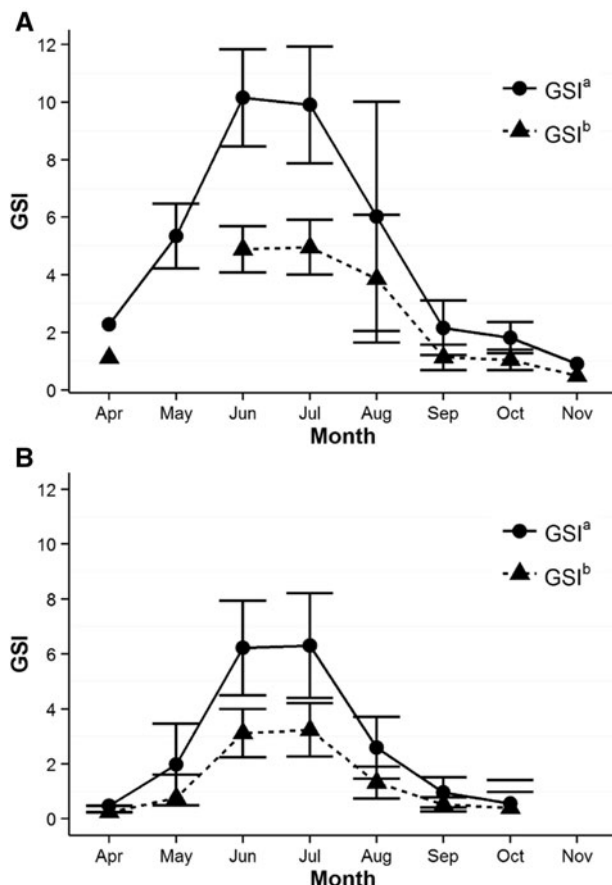 A
12
10
8
6
4
2
0
GSI
GSIᵃ
GSIᵇ
Apr May Jun Jul Aug Sep Oct Nov
Month
B
12
10
8
6
4
2
0
GSI
GSIᵃ
GSIᵇ
Apr May Jun Jul Aug Sep Oct Nov
Month